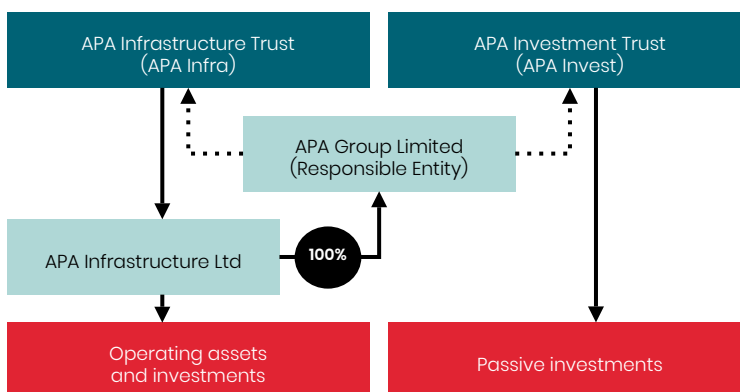 APA Infrastructure Trust
(APA Infra)
APA Investment Trust
(APA Invest)
APA Group Limited
(Responsible Entity)
APA Infrastructure Ltd
100%
Operating assets
and investments
Passive investments